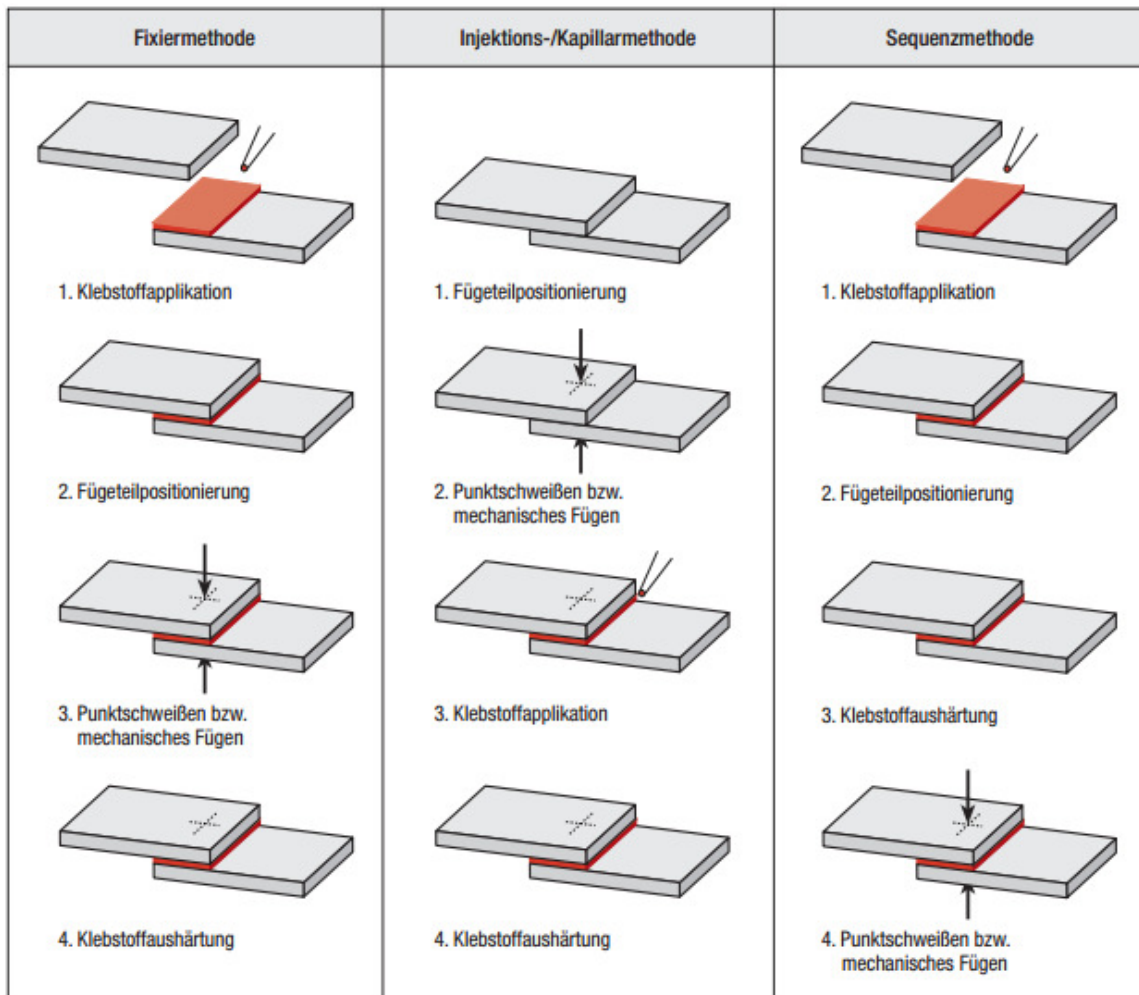 Fixiermethode
Injektions-/Kapillarmethode
Sequenzmethode
1. Klebstoffapplikation
2. Fügeteilpositionierung
3. Punktschweißen bzw.
mechanisches Fügen
4. Klebstoffaushärtung
1. Fügeteilpositionierung
2. Punktschweißen bzw.
mechanisches Fügen
3. Klebstoffapplikation
4. Klebstoffaushärtung
1. Klebstoffapplikation
2. Fügeteilpositionierung
3. Klebstoffaushärtung
4. Punktschweißen bzw.
mechanisches Fügen